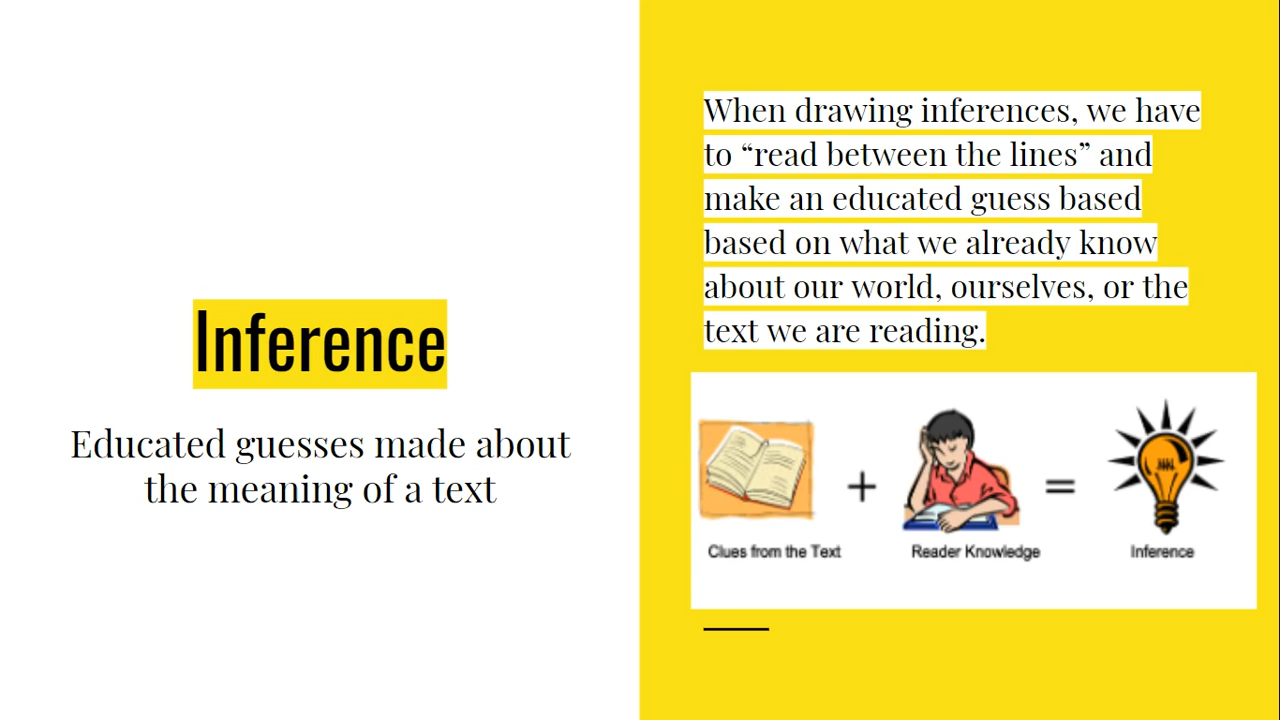 Inference
Educated guesses made about
the meaning of a text
When drawing inferences, we have
to “read between the lines” and
make an educated guess based
based on what we already know
about our world, ourselves, or the
text we are reading.
+ =
Clues from the Text Reader Knowledge Inference